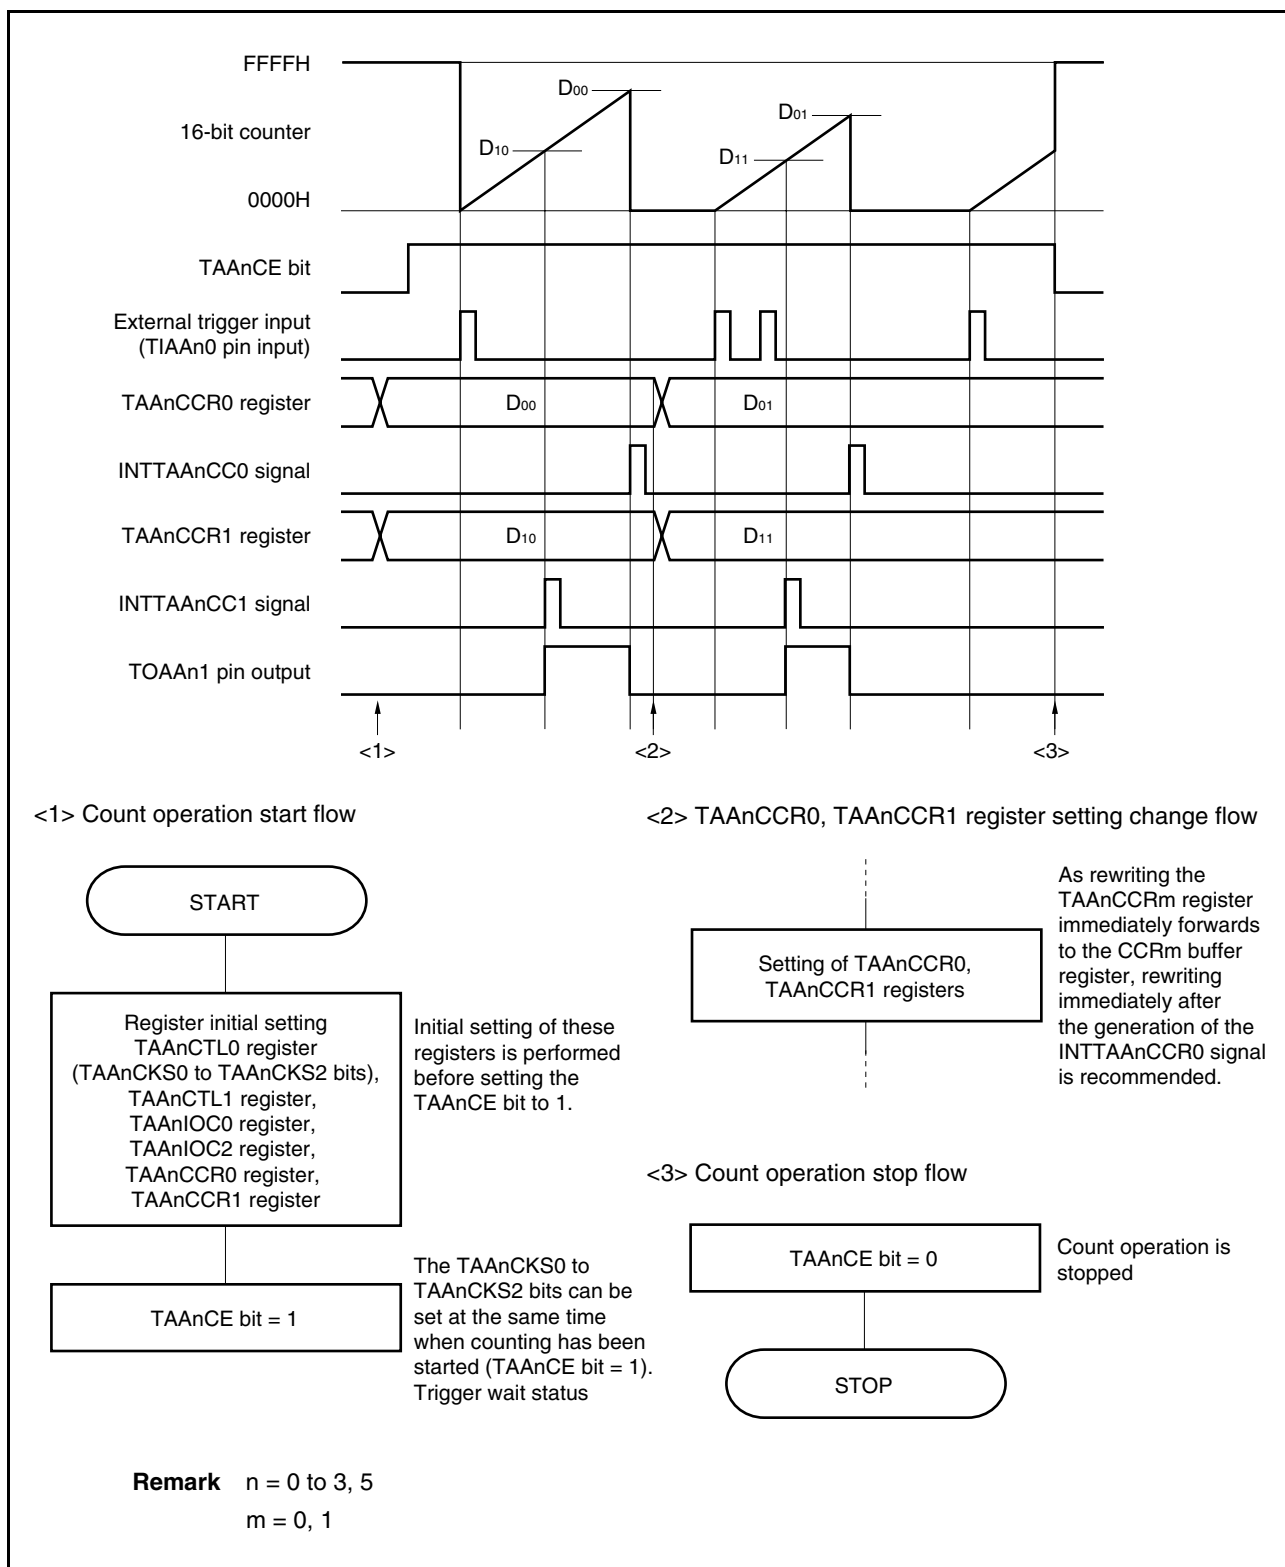 FFFFH
D00
D01
16-bit counter
D10
D11
0000H
TAAnCE bit
External trigger input
(TIAAn0 pin input)
TAAnCCR0 register
D00
D01
INTTAAnCC0 signal
TAAnCCR1 register
D10
D11
INTTAAnCC1 signal
TOAAn1 pin output
<1>
<2>
<3>
<1> Count operation start flow
START
Register initial setting
TAAnCTL0 register
(TAAnCKS0 to TAAnCKS2 bits),
TAAnCTL1 register,
TAAnIOC0 register,
TAAnIOC2 register,
TAAnCCR0 register,
TAAnCCR1 register
Initial setting of these
registers is performed
before setting the
TAAnCE bit to 1.
TAAnCE bit = 1
The TAAnCKS0 to
TAAnCKS2 bits can be
set at the same time
when counting has been
started (TAAnCE bit = 1).
Trigger wait status
<2> TAAnCCR0, TAAnCCR1 register setting change flow
Setting of TAAnCCR0,
TAAnCCR1 registers
As rewriting the
TAAnCCRm register
immediately forwards
to the CCRm buffer
register, rewriting
immediately after
the generation of the
INTTAAnCCR0 signal
is recommended.
<3> Count operation stop flow
TAAnCE bit = 0
Count operation is
stopped
STOP
Remark n = 0 to 3, 5
m = 0, 1